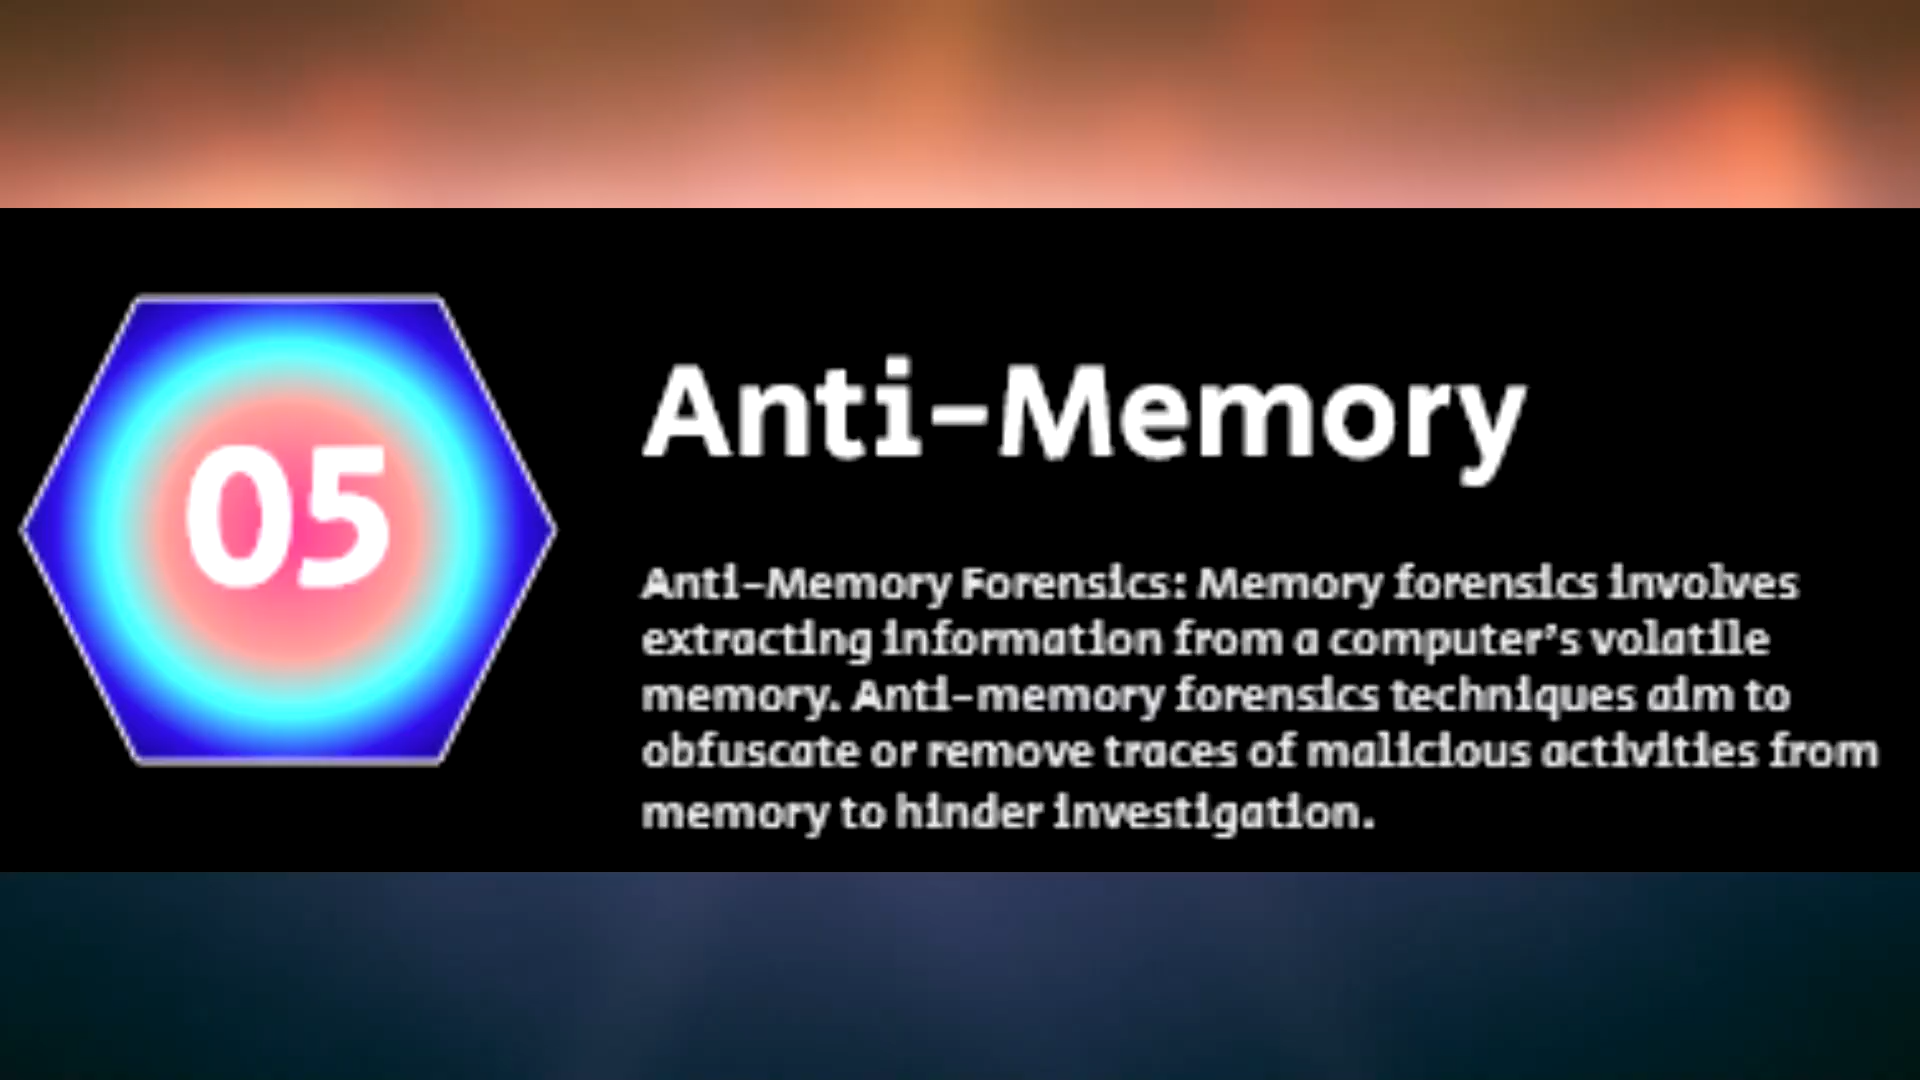 05
Anti-Memory
Anti-Memory Forensics: Memory forensics involves
extracting information from a computer's volatile
memory. Anti-memory forensics techniques aim to
obfuscate or remove traces of malicious activities from
memory to hinder investigation.